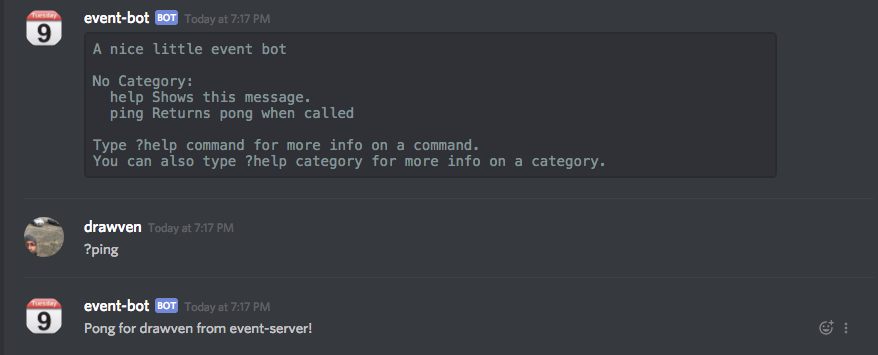 Tuesday
9
event-bot BOT Today at 7:17 PM
A nice little event bot
No Category:
help Shows this message.
ping Returns pong when called
Type ?help command for more info on a command.
You can also type ?help category for more info on a category.
drawven Today at 7:17 PM
?ping
Tuesday
9
event-bot BOT Today at 7:17 PM
Pong for drawven from event-server!